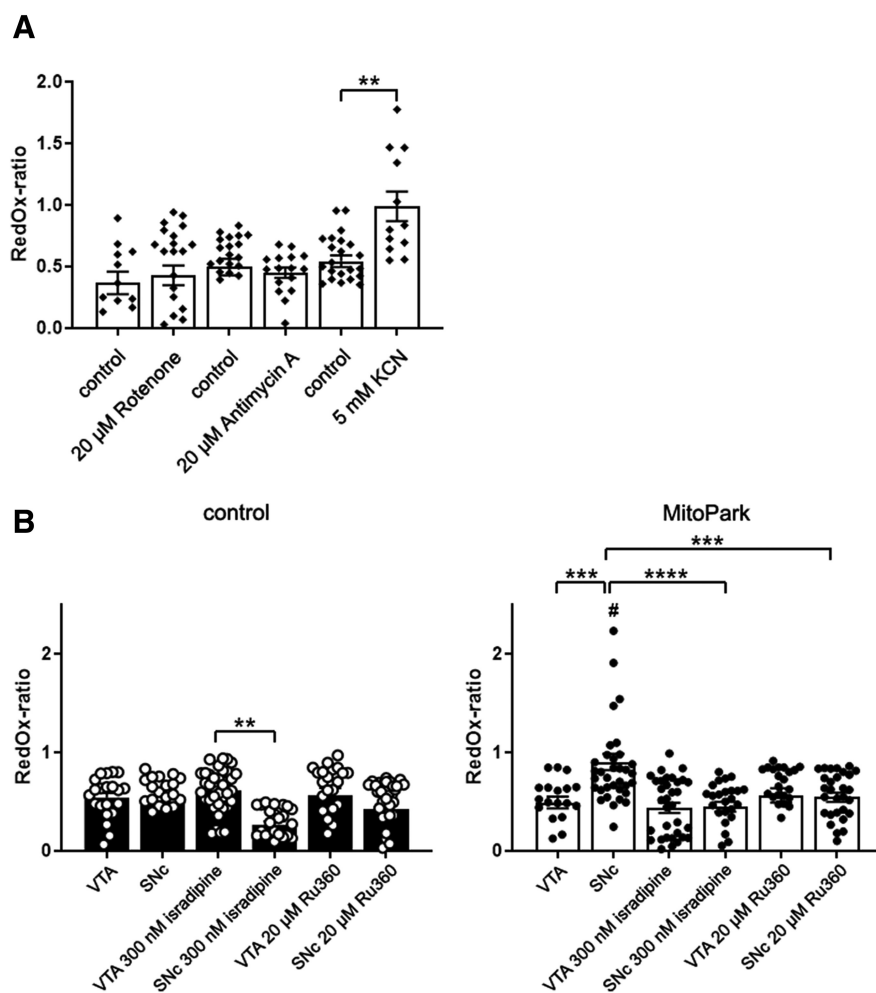 A
**
2.0
1.5
1.0
0.5
0.0
RedOx-ratio
control
20 µM Rotenone
control
20 µM Antimycin A
control
5 mM KCN
B
control
**
2
1
0
RedOx-ratio
VTA
SNc
VTA 300 nM isradipine
SNc 300 nM isradipine
VTA 20 µM Ru360
SNc 20 µM Ru360
MitoPark
***
*** ****
#
2
1
0
RedOx-ratio
VTA
SNc
VTA 300 nM isradipine
SNc 300 nM isradipine
VTA 20 µM Ru360
SNc 20 µM Ru360